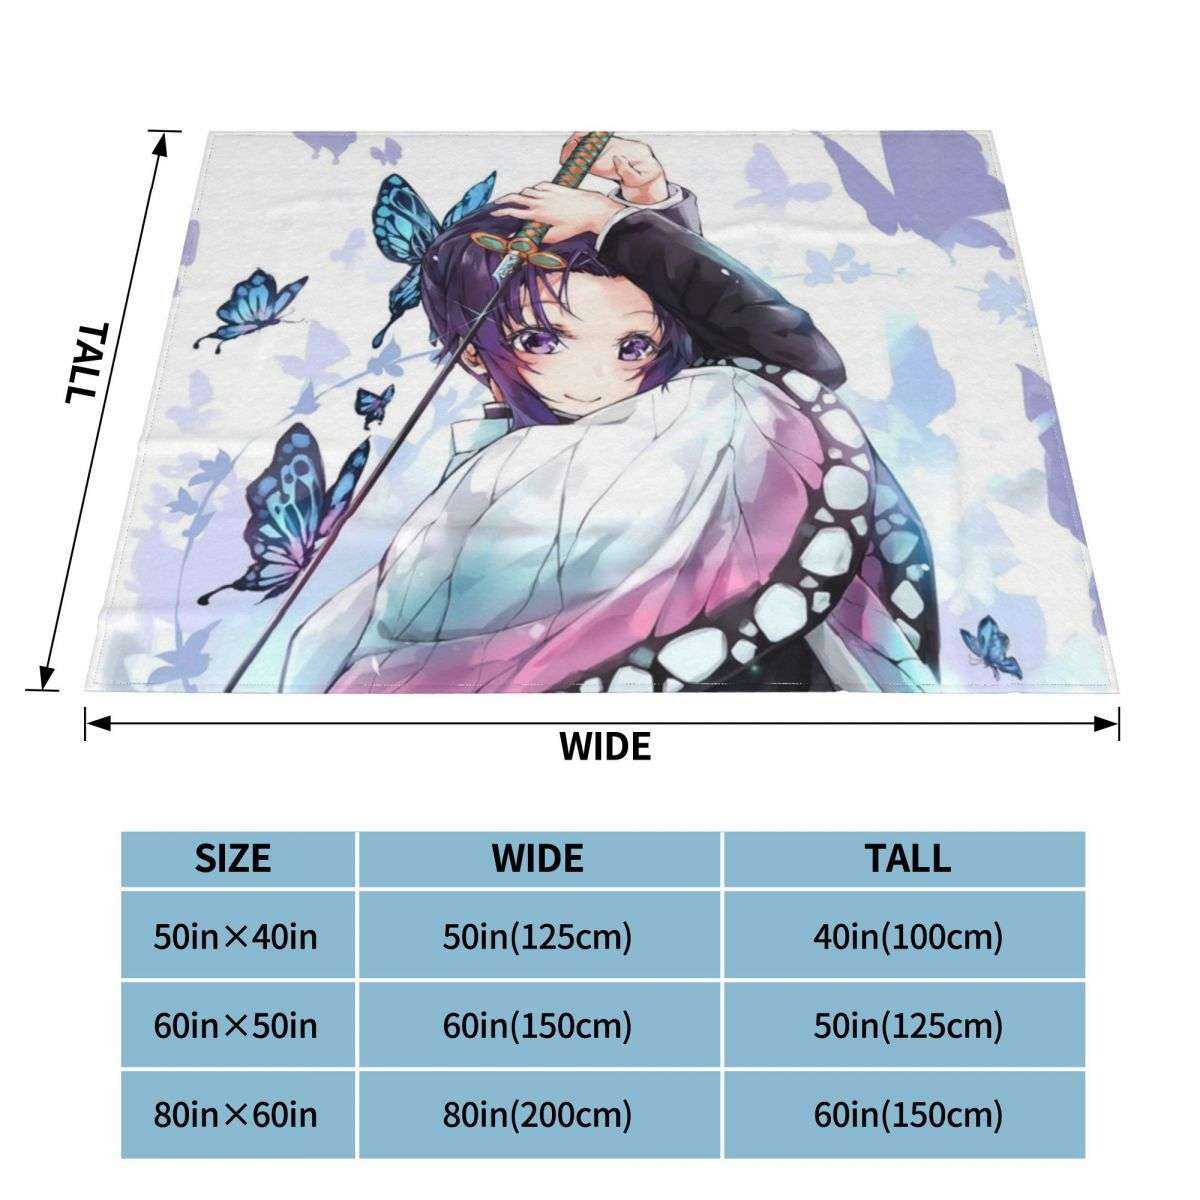 TALL
WIDE
SIZE WIDE TALL
50in×40in 50in(125cm) 40in(100cm)
60in×50in 60in(150cm) 50in(125cm)
80in×60in 80in(200cm) 60in(150cm)